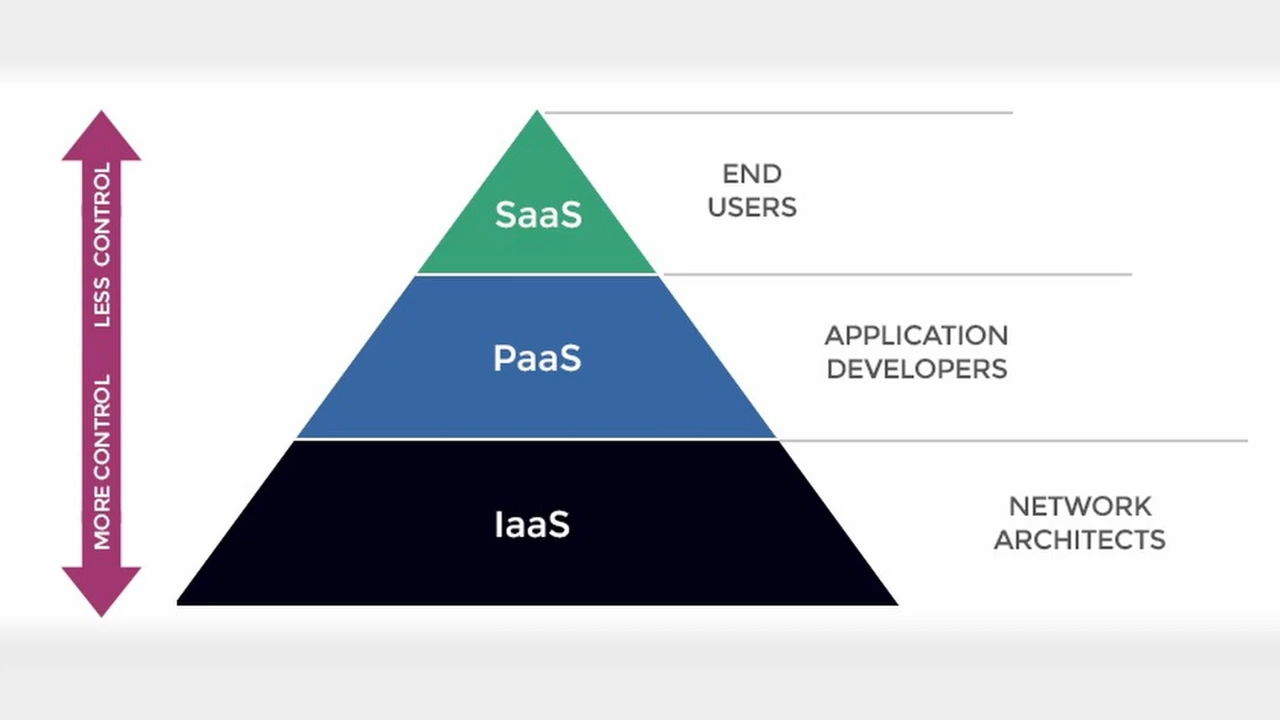 LESS CONTROL
MORE CONTROL
SaaS
END
USERS
PaaS
APPLICATION
DEVELOPERS
IaaS
NETWORK
ARCHITECTS